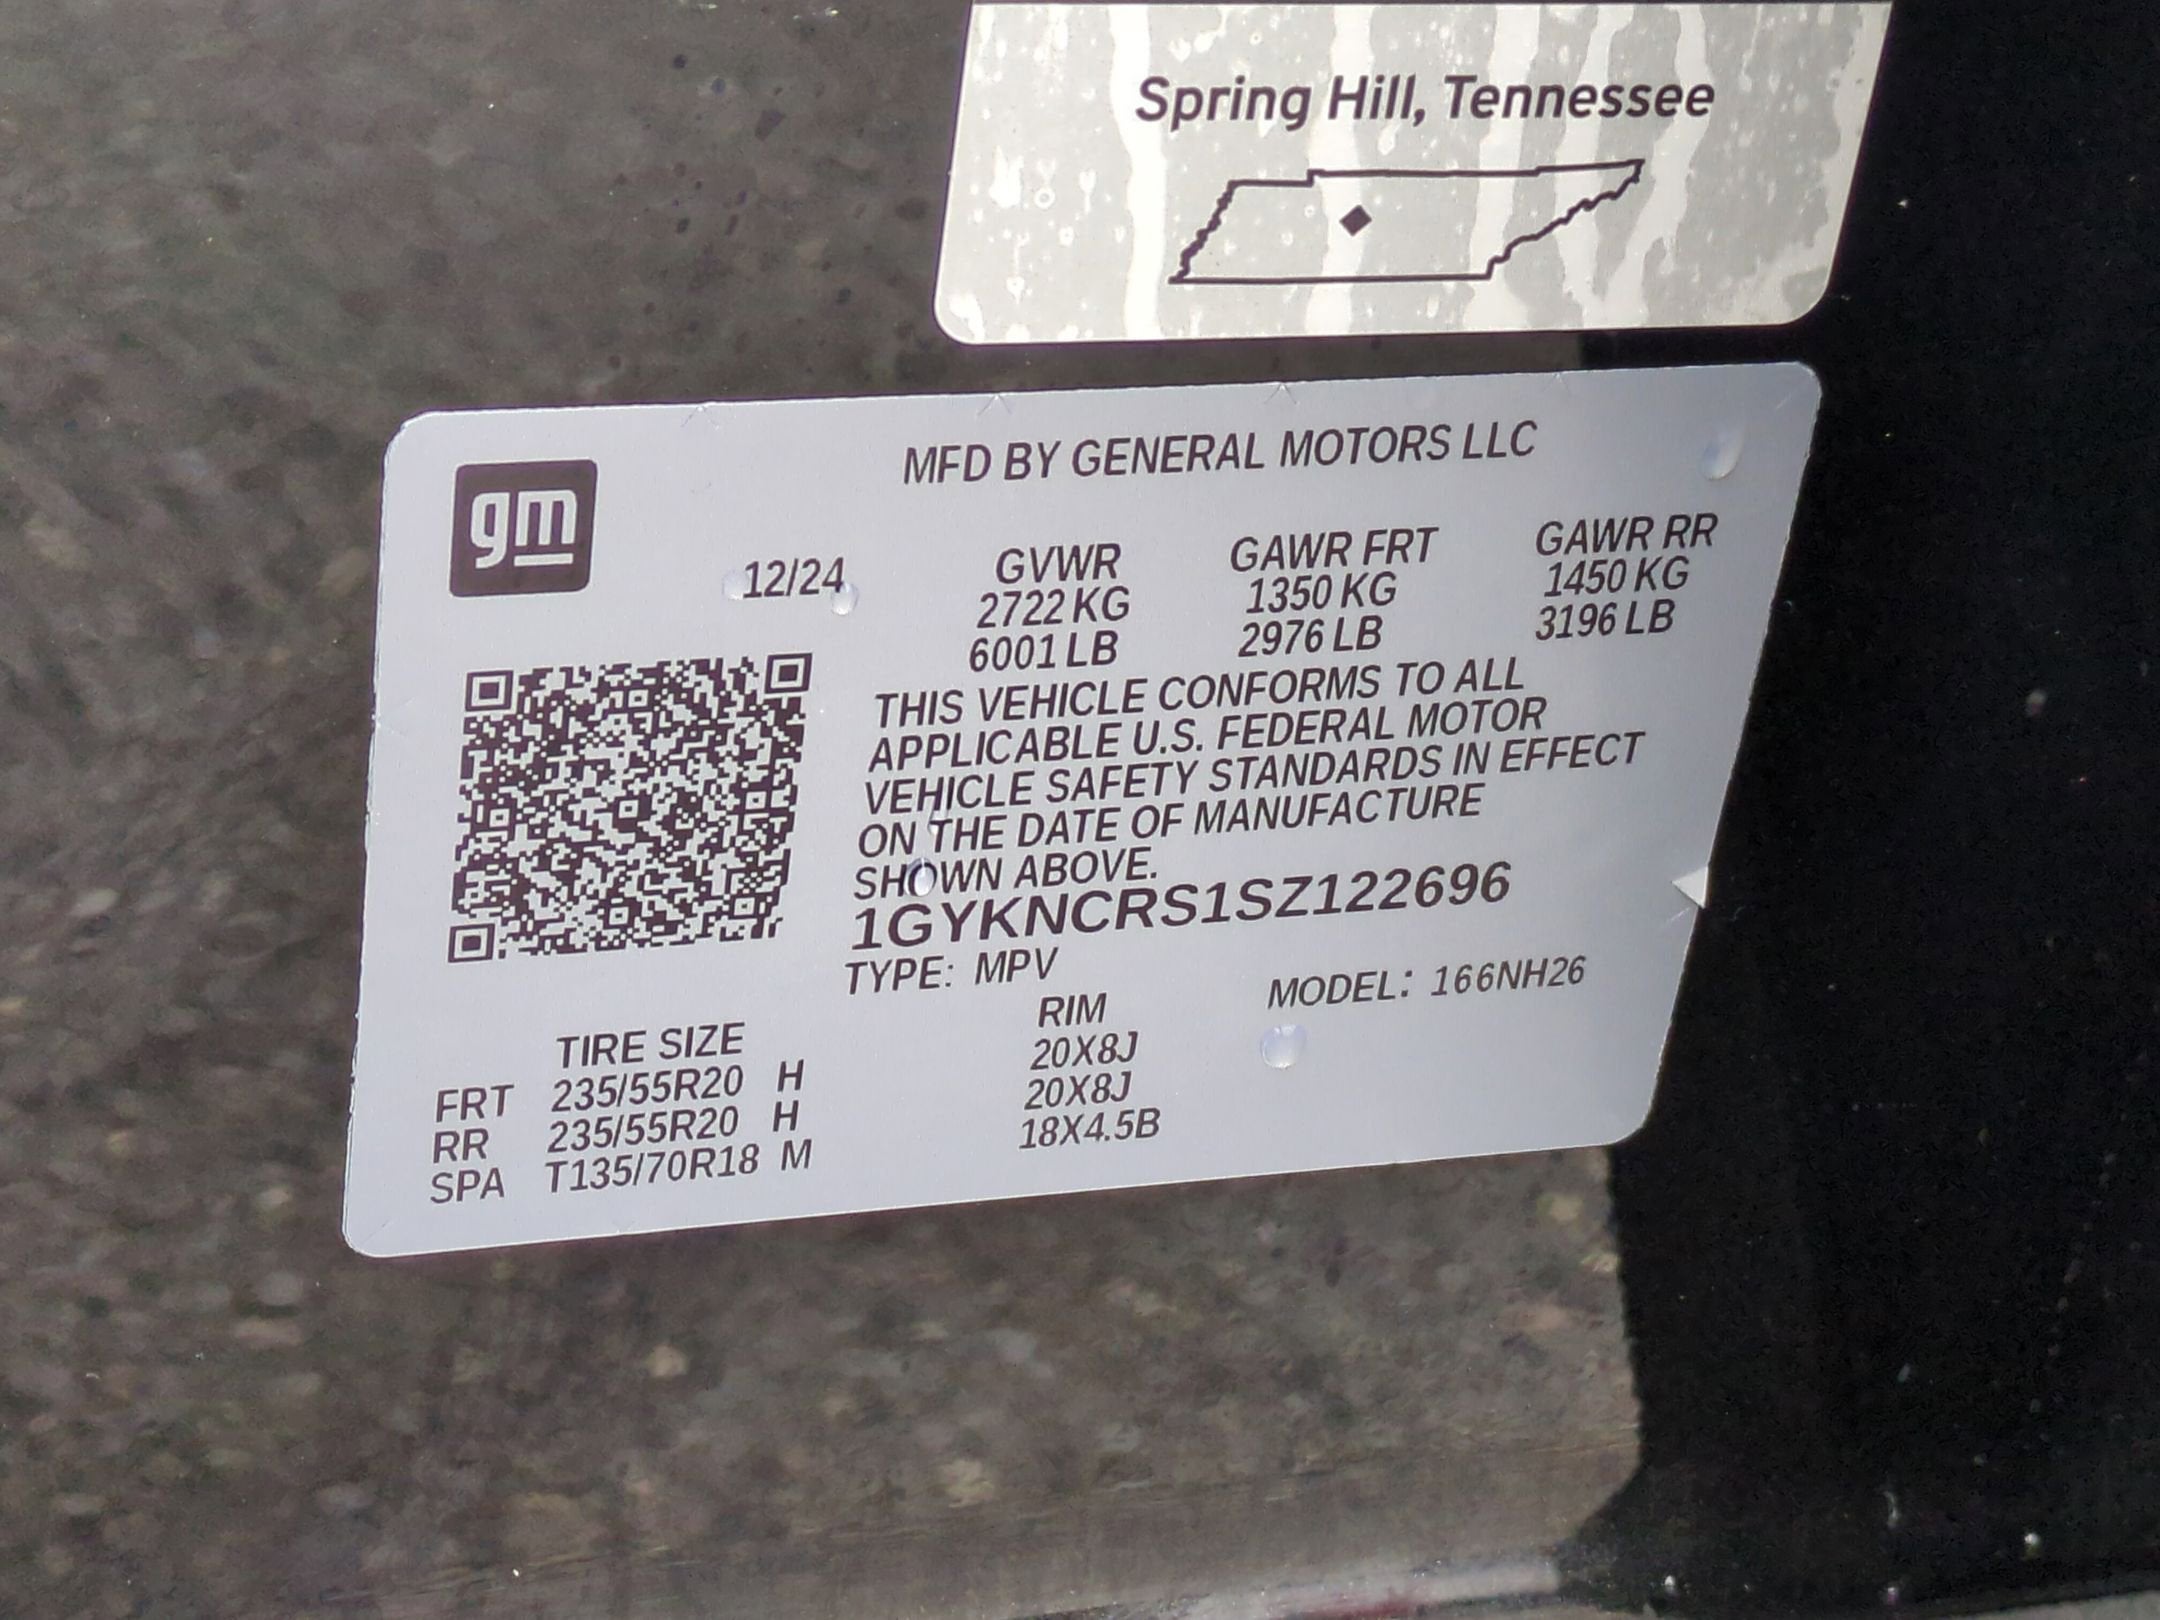 Spring Hill, Tennessee
gm
MFD BY GENERAL MOTORS LLC
12/24
GVWR GAWR FRT GAWR RR
2722 KG 1350 KG 1450 KG
6001 LB 2976 LB 3196 LB
THIS VEHICLE CONFORMS TO ALL
APPLICABLE U.S. FEDERAL MOTOR
VEHICLE SAFETY STANDARDS IN EFFECT
ON THE DATE OF MANUFACTURE
SHOWN ABOVE.
1GYKNCRS1SZ122696
TYPE: MPV MODEL: 166NH26
TIRE SIZE RIM
FRT 235/55R20 H 20X8J
RR 235/55R20 H 20X8J
SPA T135/70R18 M 18X4.5B